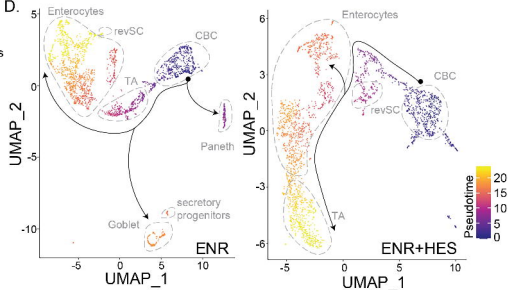 D.
s
Enterocytes
revSC
CBC
TA
Paneth
secretory
progenitors
Goblet
ENR
UMAP_2
5
0
-5
-10
-5
0
5
10
UMAP_1
Enterocytes
CBC
revSC
TA
ENR+HES
UMAP_2
6
3
0
-3
-6
-5
0
5
10
UMAP_1
Pseudotime
20
10
0